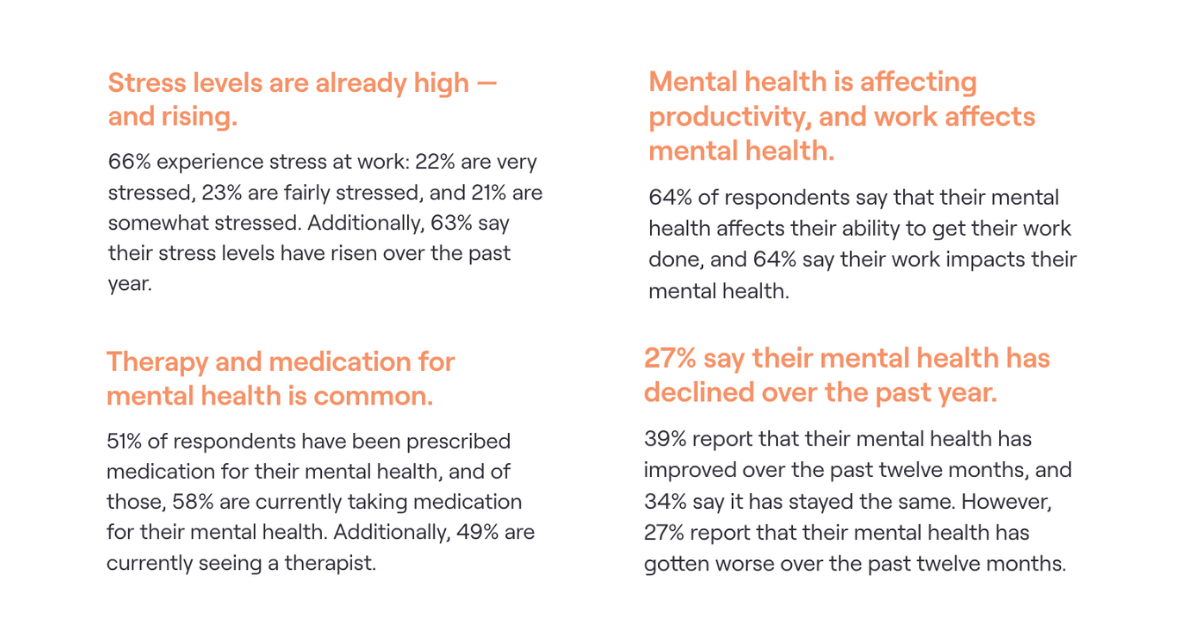 Stress levels are already high —
and rising.
66% experience stress at work: 22% are very
stressed, 23% are fairly stressed, and 21% are
somewhat stressed. Additionally, 63% say
their stress levels have risen over the past
year.
Mental health is affecting
productivity, and work affects
mental health.
64% of respondents say that their mental
health affects their ability to get their work
done, and 64% say their work impacts their
mental health.
Therapy and medication for
mental health is common.
51% of respondents have been prescribed
medication for their mental health, and of
those, 58% are currently taking medication
for their mental health. Additionally, 49% are
currently seeing a therapist.
27% say their mental health has
declined over the past year.
39% report that their mental health has
improved over the past twelve months, and
34% say it has stayed the same. However,
27% report that their mental health has
gotten worse over the past twelve months.